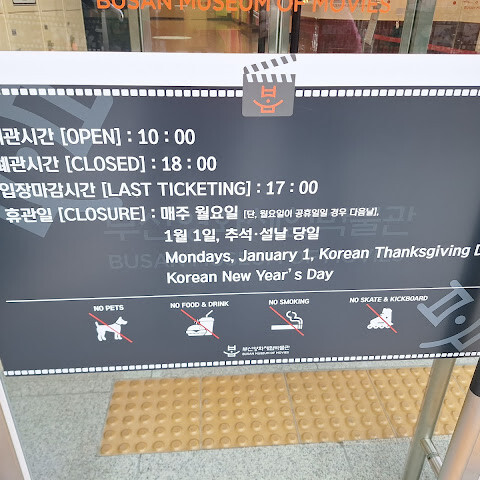 BUSAN MUSEUM OF MOVIES
관시간 [OPEN] : 10 : 00
폐관시간 [CLOSED] : 18 : 00
입장마감시간 [LAST TICKETING] : 17 : 00
휴관일 [CLOSURE] : 매주 월요일 [단, 월요일이 공휴일일 경우 다음날],
1월 1일, 추석·설날 당일
Mondays, January 1, Korean Thanksgiving D
Korean New Year's Day
NO PETS
NO FOOD & DRINK
NO SMOKING
NO SKATE & KICKBOARD
부산영화체험박물관
BUSAN MUSEUM OF MOVIES